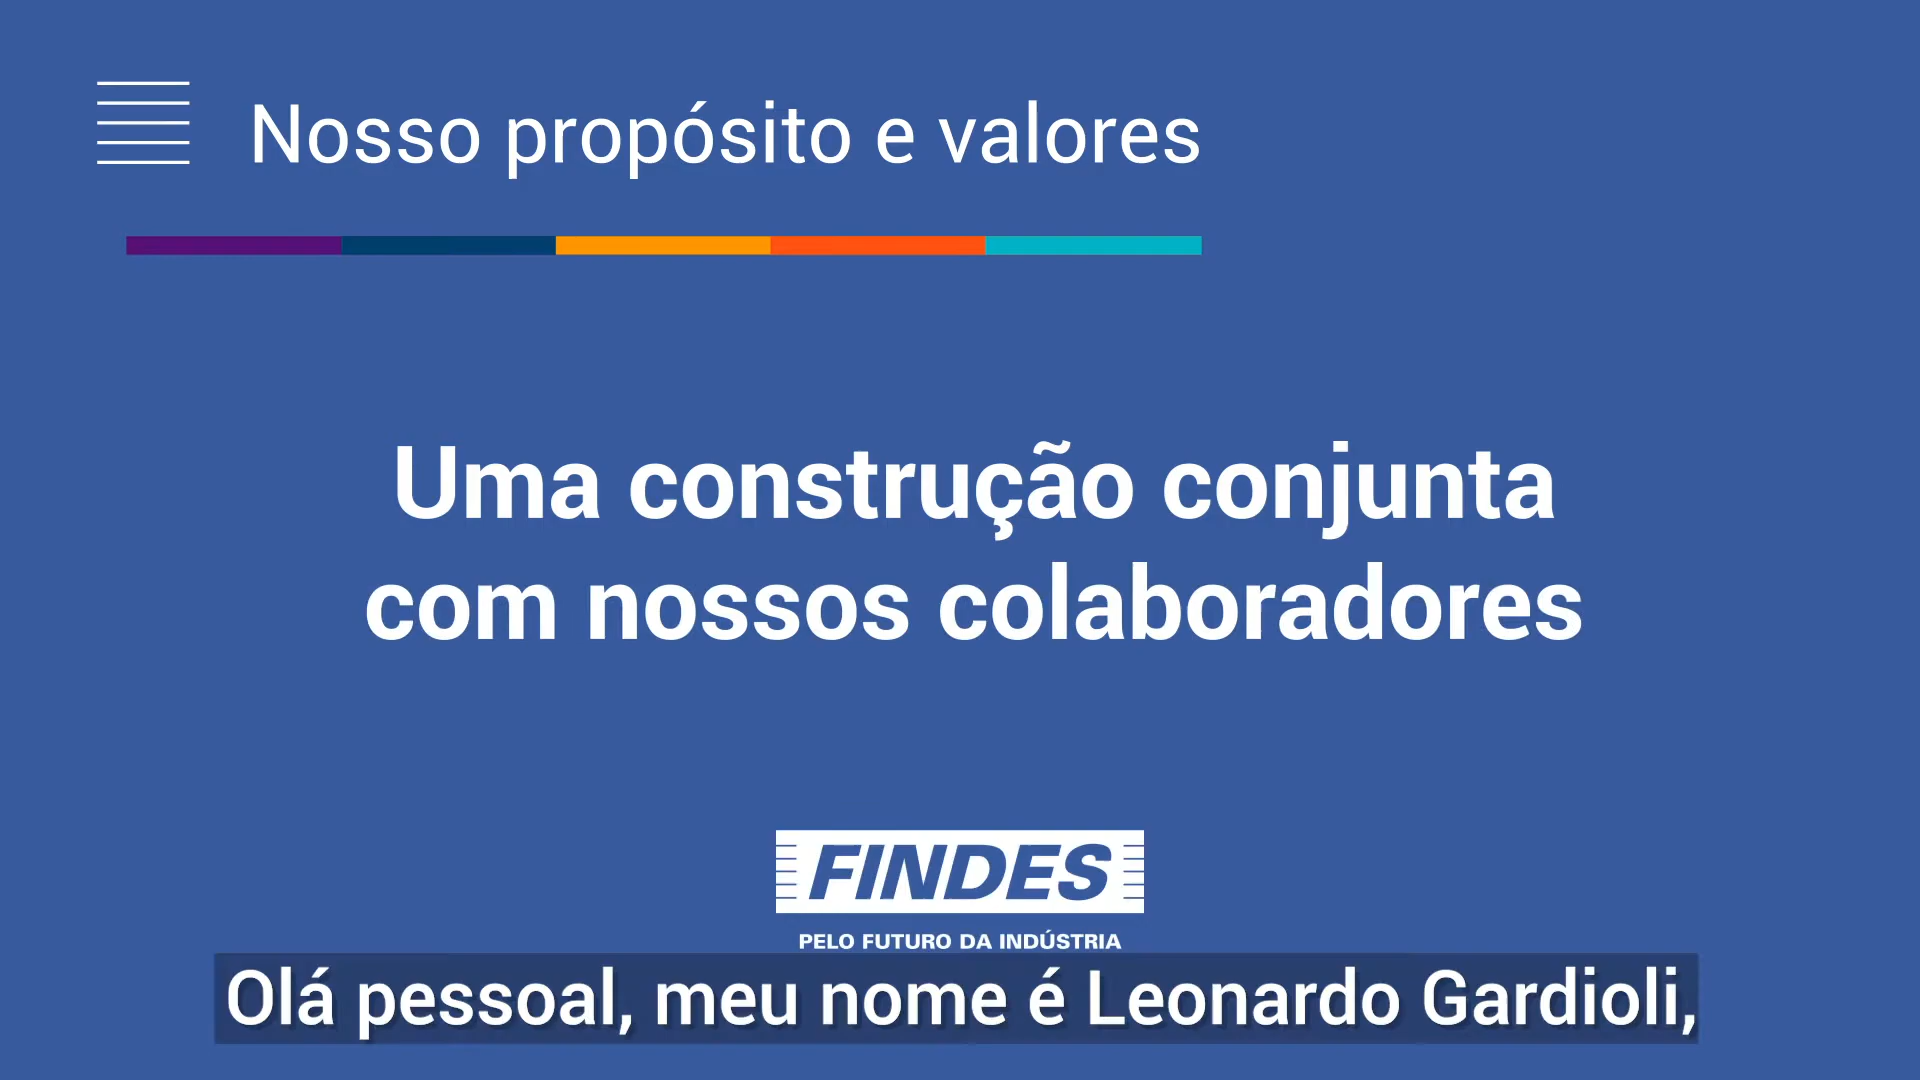 Nosso propósito e valores
Uma construção conjunta
com nossos colaboradores
FINDES
PELO FUTURO DA INDÚSTRIA
Olá pessoal, meu nome é Leonardo Gardioli,